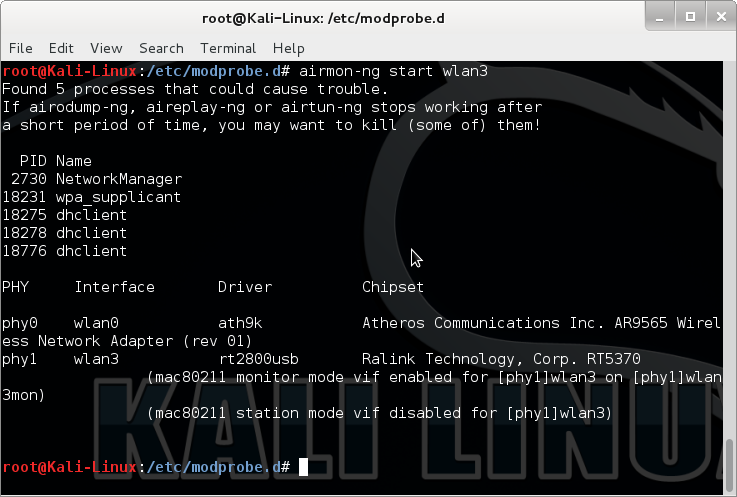 root@Kali-Linux: /etc/modprobe.d
File Edit View Search Terminal Help
root@Kali-Linux:/etc/modprobe.d# airmon-ng start wlan3
Found 5 processes that could cause trouble.
If airodump-ng, aireplay-ng or airtun-ng stops working after
a short period of time, you may want to kill (some of) them!
PID Name
2730 NetworkManager
18231 wpa_supplicant
18275 dhclient
18278 dhclient
18776 dhclient
PHY Interface Driver Chipset
phy0 wlan0 ath9k Atheros Communications Inc. AR9565 Wirel
ess Network Adapter (rev 01)
phy1 wlan3 rt2800usb Ralink Technology, Corp. RT5370
(mac80211 monitor mode vif enabled for [phy1]wlan3 on [phy1]wlan
3mon)
(mac80211 station mode vif disabled for [phy1]wlan3)
root@Kali-Linux:/etc/modprobe.d#
KALI LINU